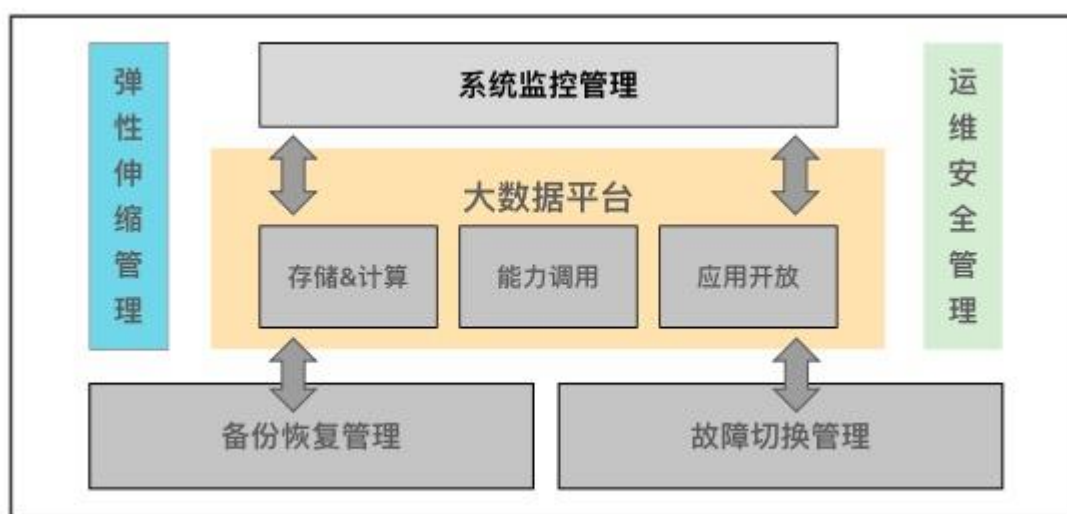 弹性伸缩管理
系统监控管理
运维安全管理
大数据平台
存储&计算
能力调用
应用开放
备份恢复管理
故障切换管理